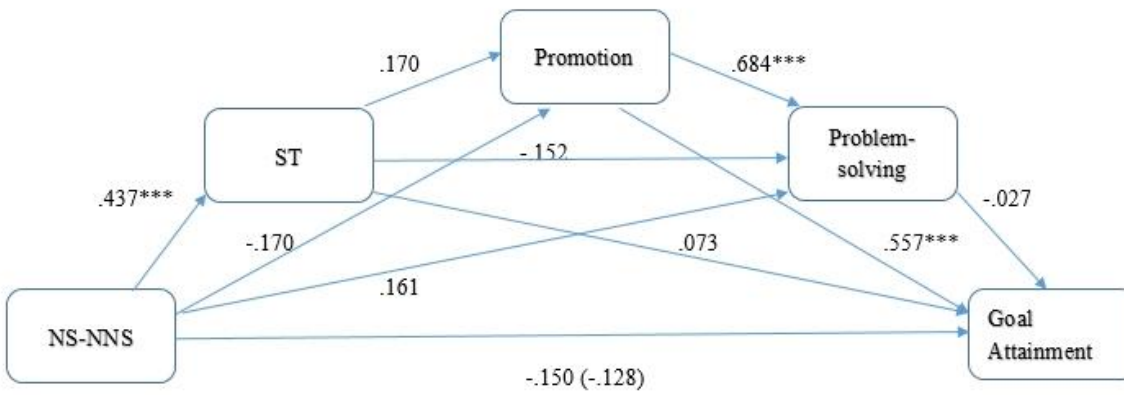 Promotion
.170
.684***
ST
-.152
Problem-
solving
.437***
-.027
-.170
.073
.557***
.161
NS-NNS
Goal
Attainment
-.150 (-.128)